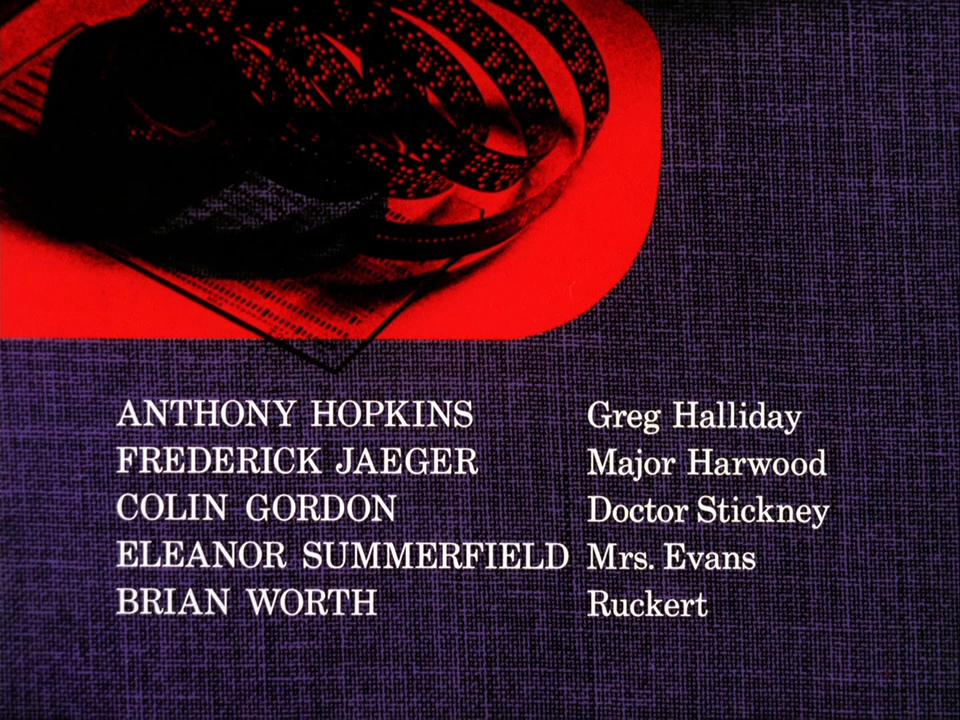 ANTHONY HOPKINS Greg Halliday
FREDERICK JAEGER Major Harwood
COLIN GORDON Doctor Stickney
ELEANOR SUMMERFIELD Mrs. Evans
BRIAN WORTH Ruckert